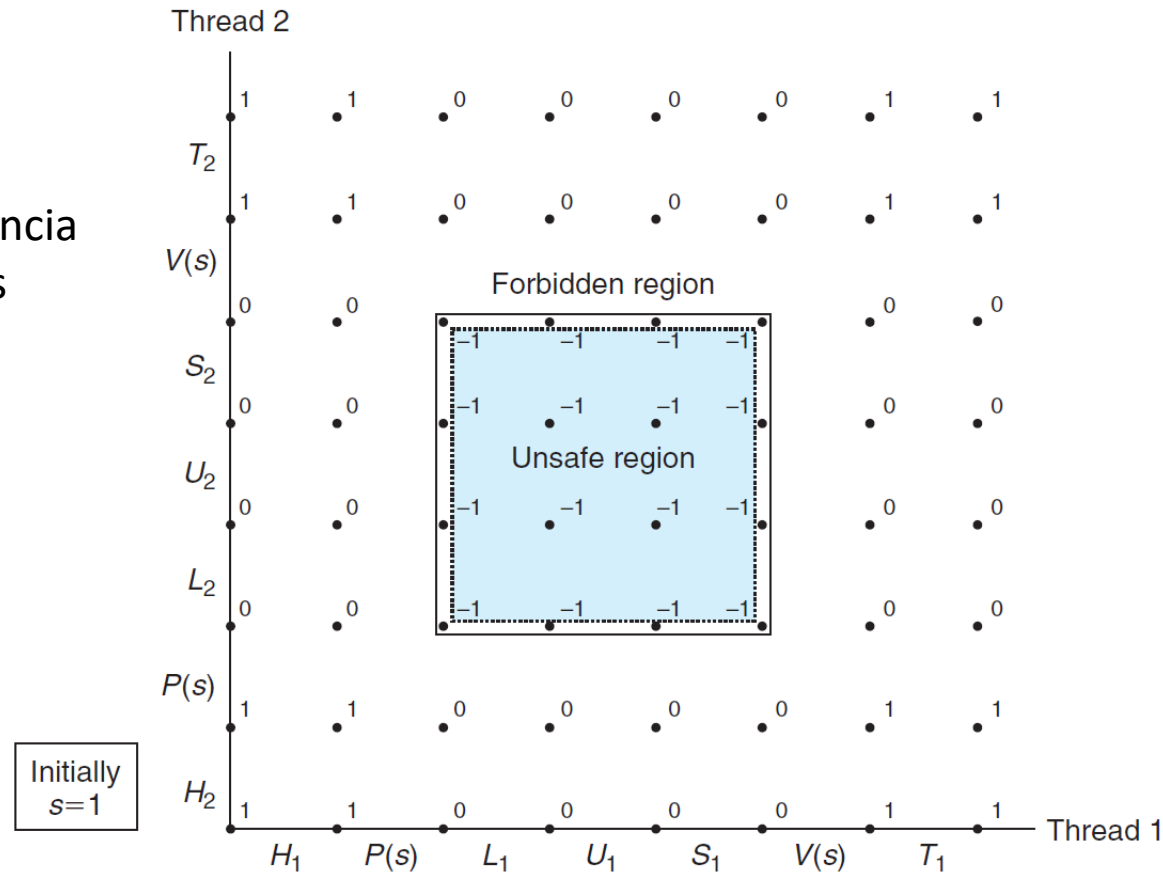 Thread 2
1 1 0 0 0 0 1 1
T2
1 1 0 0 0 0 1 1
ncia
V(s)
s
Forbidden region
0 0 0 0
–1 –1 –1 –1
S2
0 0 –1 –1 –1 –1 0 0
Unsafe region
U2
0 0 –1 –1 –1 –1 0 0
L2
0 0 –1 –1 –1 –1 0 0
P(s)
1 1 0 0 0 0 1 1
Initially
s=1
H2
1 1 0 0 0 0 1 1
Thread 1
H1 P(s) L1 U1 S1 V(s) T1